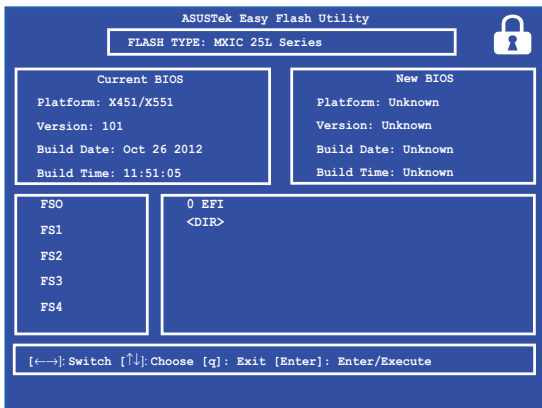 ASUSTek Easy Flash Utility
FLASH TYPE: MXIC 25L Series
Current BIOS
Platform: X451/X551
Version: 101
Build Date: Oct 26 2012
Build Time: 11:51:05
New BIOS
Platform: Unknown
Version: Unknown
Build Date: Unknown
Build Time: Unknown
FSO
FS1
FS2
FS3
FS4
0 EFI
<DIR>
[←→]: Switch [↑↓]: Choose [q]: Exit [Enter]: Enter/Execute